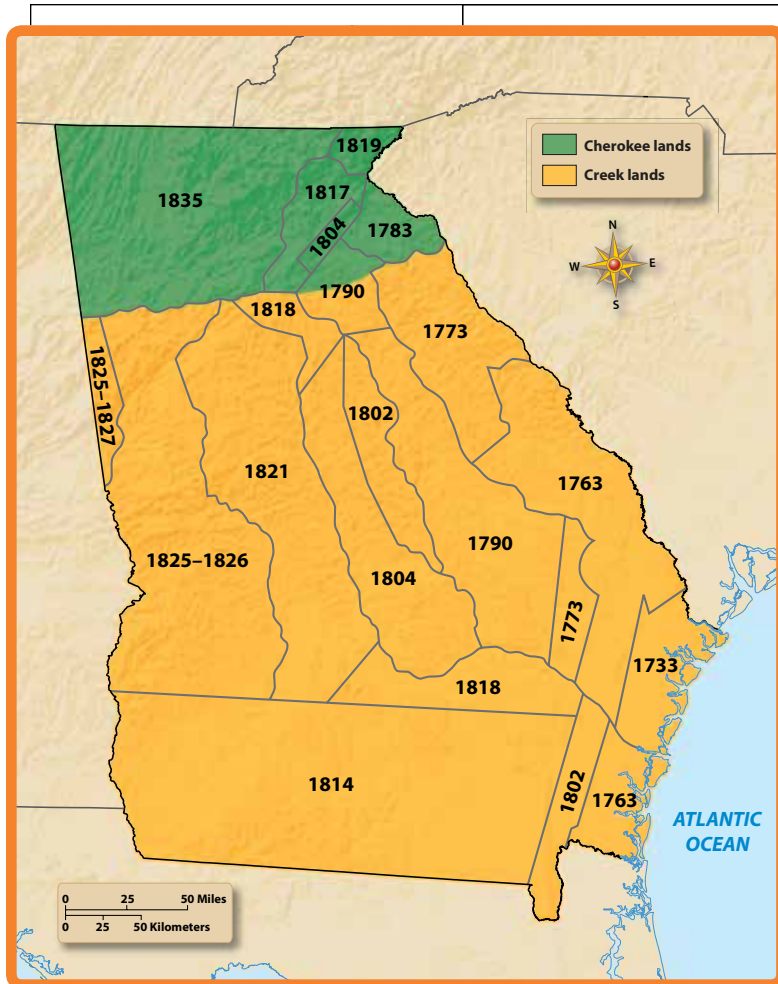 1819
Cherokee lands
Creek lands
1817
1835
1804
1783
N
W
E
S
1790
1818
1773
1825–1827
1802
1821
1763
1790
1825–1826
1804
1773
1733
1818
1814
1802
1763
ATLANTIC
OCEAN
0 25 50 Miles
0 25 50 Kilometers